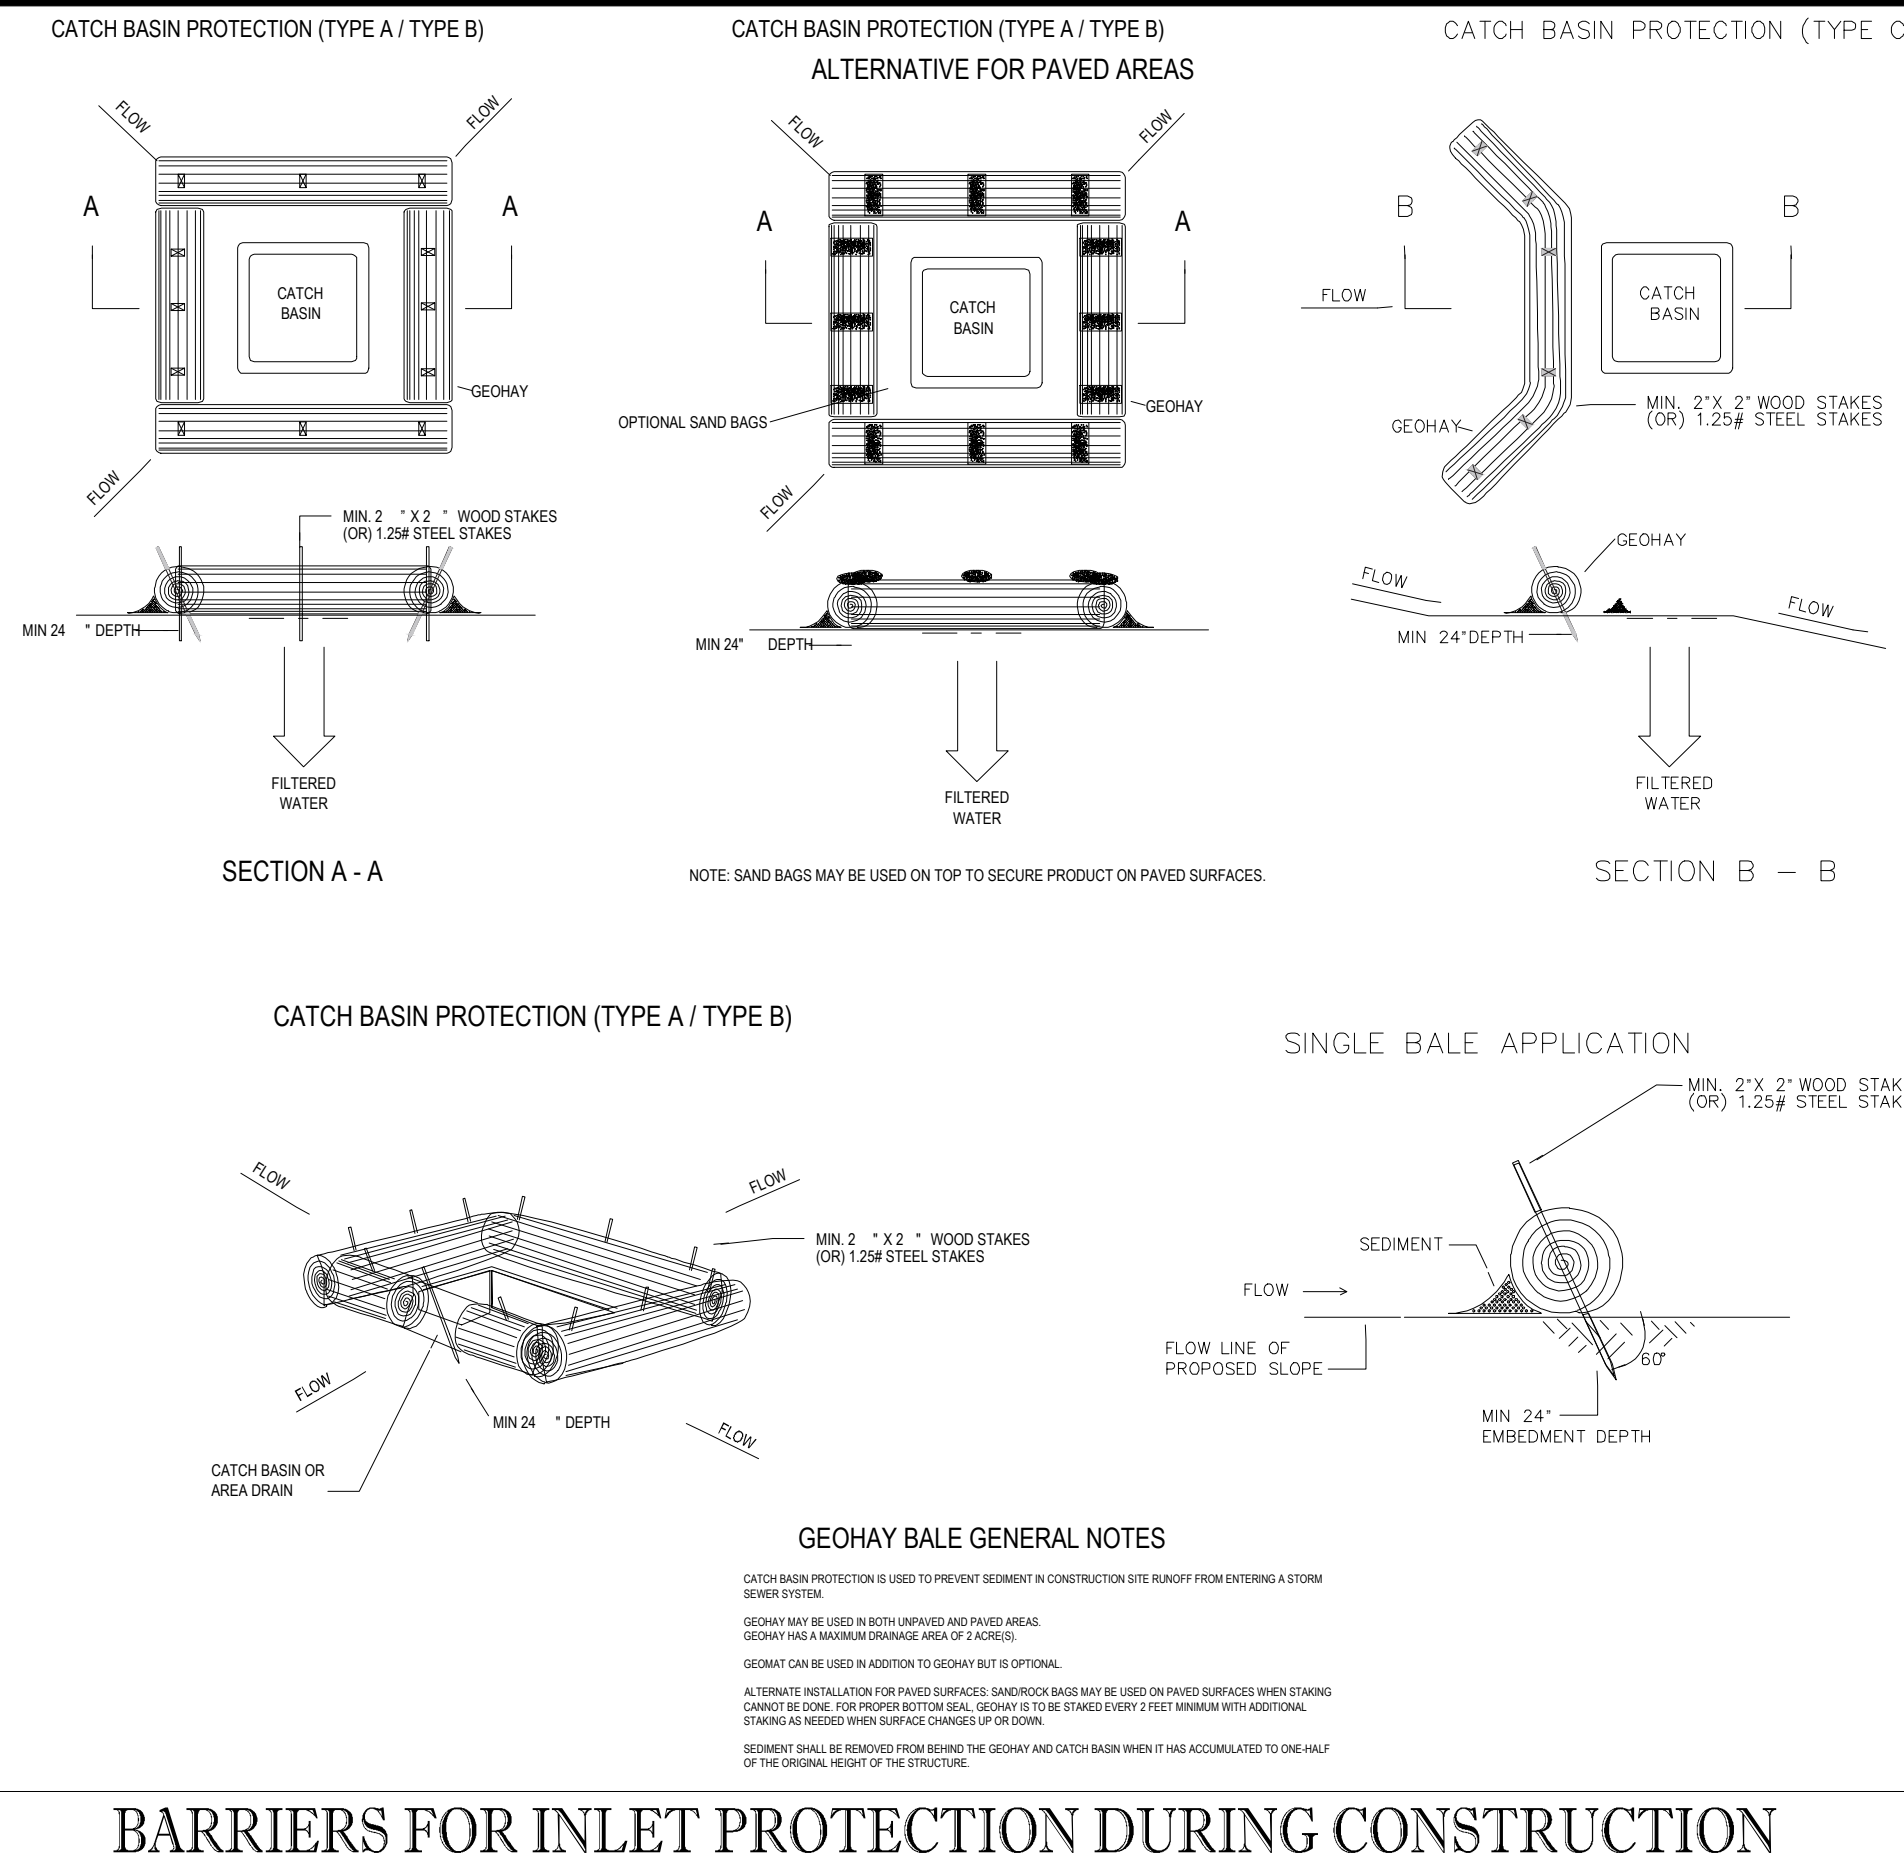 CATCH BASIN PROTECTION (TYPE A / TYPE B)
FLOW
FLOW
A
A
CATCH
BASIN
GEOHAY
FLOW
MIN. 2 " X 2 " WOOD STAKES
(OR) 1.25# STEEL STAKES
MIN 24 " DEPTH
FILTERED
WATER
SECTION A - A
CATCH BASIN PROTECTION (TYPE A / TYPE B)
ALTERNATIVE FOR PAVED AREAS
FLOW
FLOW
A
A
CATCH
BASIN
OPTIONAL SAND BAGS
GEOHAY
FLOW
MIN 24" DEPTH
FILTERED
WATER
NOTE: SAND BAGS MAY BE USED ON TOP TO SECURE PRODUCT ON PAVED SURFACES.
CATCH BASIN PROTECTION (TYPE C
B
B
FLOW
CATCH
BASIN
MIN. 2"X 2" WOOD STAKES
(OR) 1.25# STEEL STAKES
GEOHAY
GEOHAY
FLOW
FLOW
MIN 24"DEPTH
FILTERED
WATER
SECTION B – B
CATCH BASIN PROTECTION (TYPE A / TYPE B)
FLOW
FLOW
MIN. 2 " X 2 " WOOD STAKES
(OR) 1.25# STEEL STAKES
FLOW
MIN 24 " DEPTH
FLOW
CATCH BASIN OR
AREA DRAIN
SINGLE BALE APPLICATION
MIN. 2"X 2" WOOD STAK
(OR) 1.25# STEEL STAK
SEDIMENT
FLOW
FLOW LINE OF
PROPOSED SLOPE
60°
MIN 24"
EMBEDMENT DEPTH
GEOHAY BALE GENERAL NOTES
CATCH BASIN PROTECTION IS USED TO PREVENT SEDIMENT IN CONSTRUCTION SITE RUNOFF FROM ENTERING A STORM
SEWER SYSTEM.
GEOHAY MAY BE USED IN BOTH UNPAVED AND PAVED AREAS.
GEOHAY HAS A MAXIMUM DRAINAGE AREA OF 2 ACRE(S).
GEOMAT CAN BE USED IN ADDITION TO GEOHAY BUT IS OPTIONAL.
ALTERNATE INSTALLATION FOR PAVED SURFACES: SAND/ROCK BAGS MAY BE USED ON PAVED SURFACES WHEN STAKING
CANNOT BE DONE. FOR PROPER BOTTOM SEAL, GEOHAY IS TO BE STAKED EVERY 2 FEET MINIMUM WITH ADDITIONAL
STAKING AS NEEDED WHEN SURFACE CHANGES UP OR DOWN.
SEDIMENT SHALL BE REMOVED FROM BEHIND THE GEOHAY AND CATCH BASIN WHEN IT HAS ACCUMULATED TO ONE-HALF
OF THE ORIGINAL HEIGHT OF THE STRUCTURE.
BARRIERS FOR INLET PROTECTION DURING CONSTRUCTION